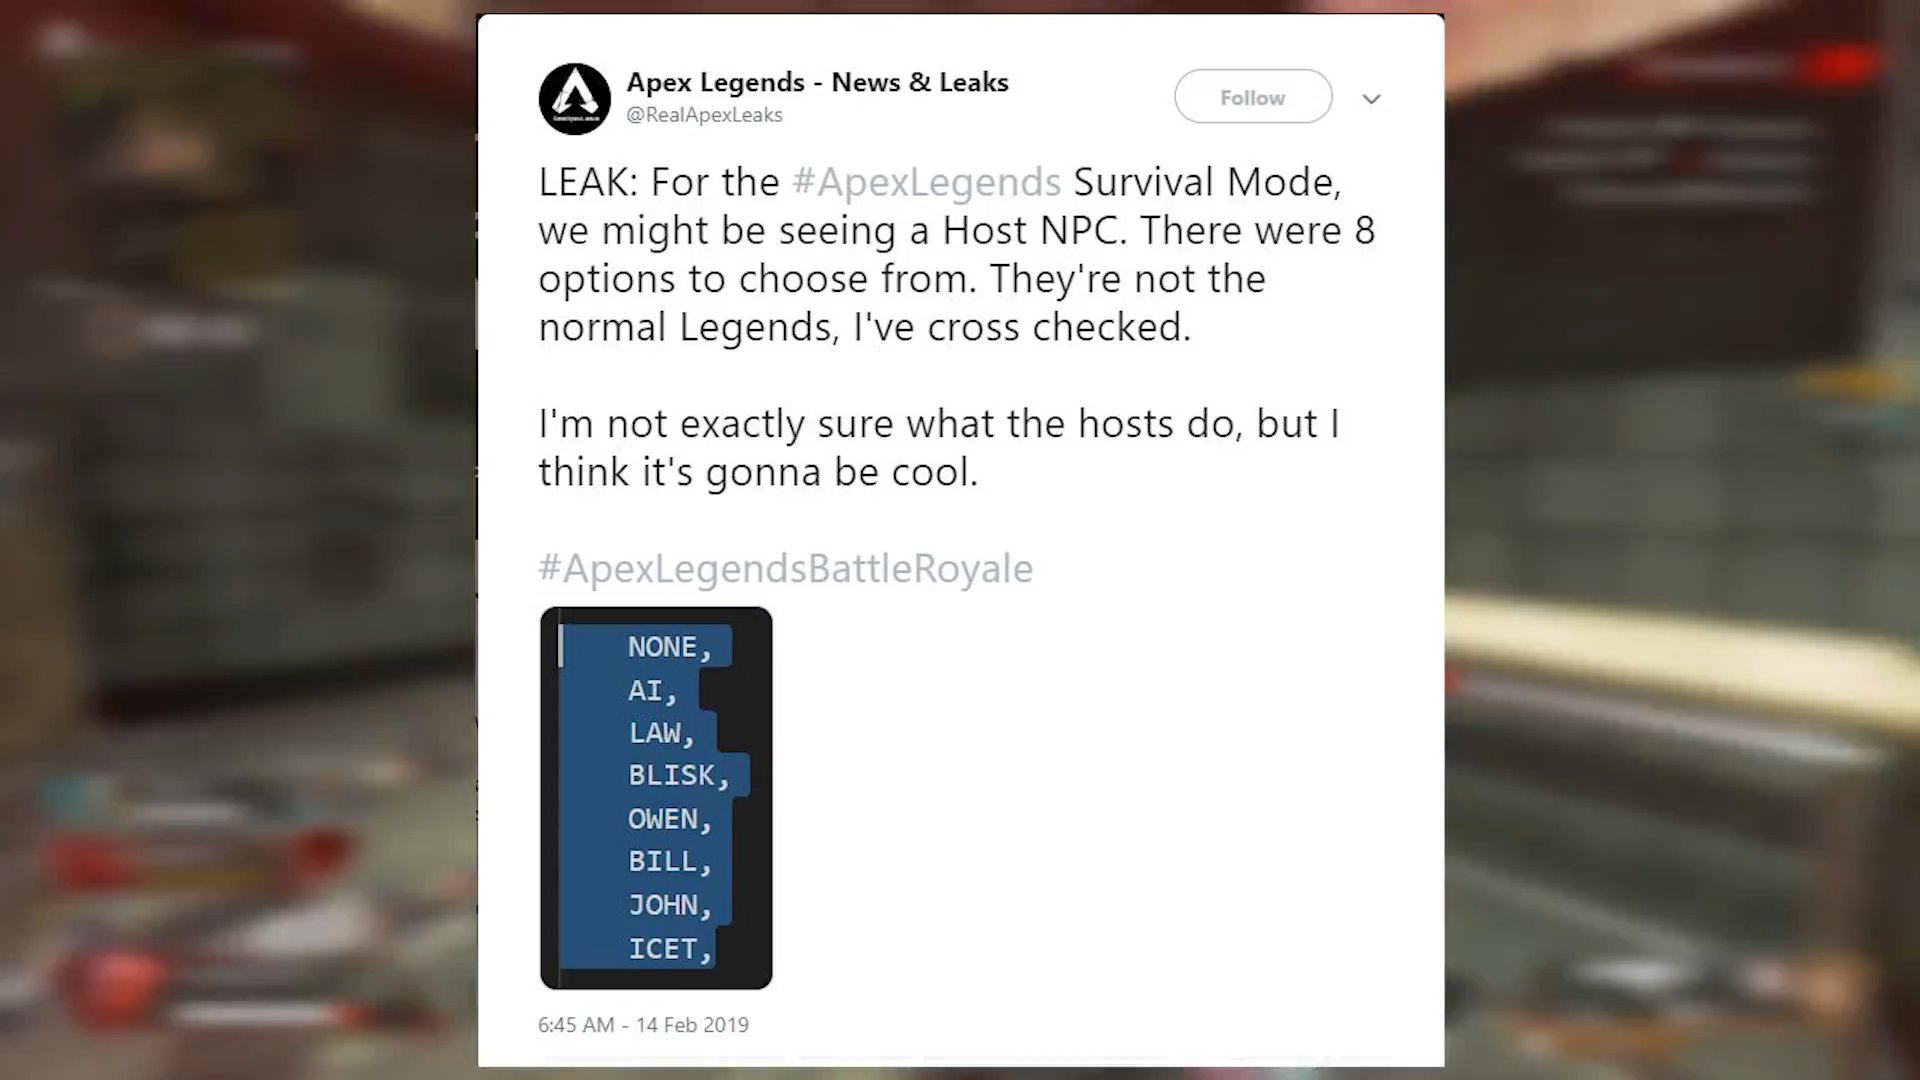 Apex Legends - News & Leaks
@RealApexLeaks
Follow
LEAK: For the #ApexLegends Survival Mode,
we might be seeing a Host NPC. There were 8
options to choose from. They're not the
normal Legends, I've cross checked.
I'm not exactly sure what the hosts do, but I
think it's gonna be cool.
#ApexLegendsBattleRoyale
NONE,
AI,
LAW,
BLISK,
OWEN,
BILL,
JOHN,
ICET,
6:45 AM - 14 Feb 2019